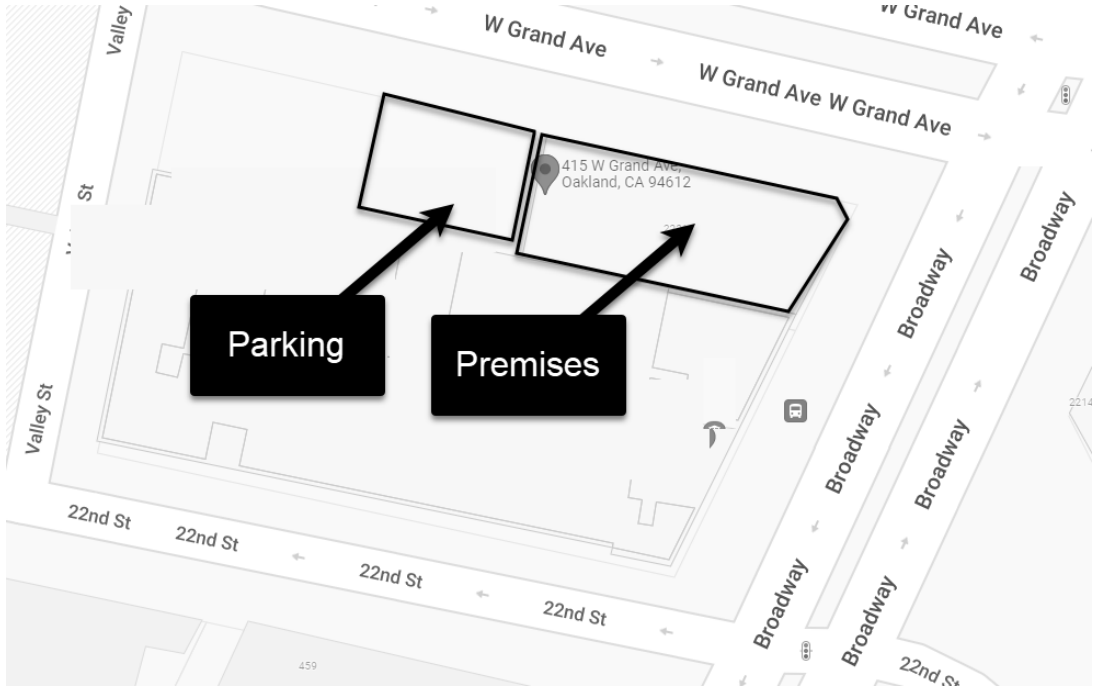 Valley
W Grand Ave
W Grand Ave
W Grand Ave
W Grand Ave
415 W Grand Ave,
Oakland, CA 94612
St
Broadway
Broadway
Parking
Premises
Valley St
2214
Broadway
Broadway
22nd St
22nd St
22nd St
22nd St
Broadway
Broadway
22nd St
459